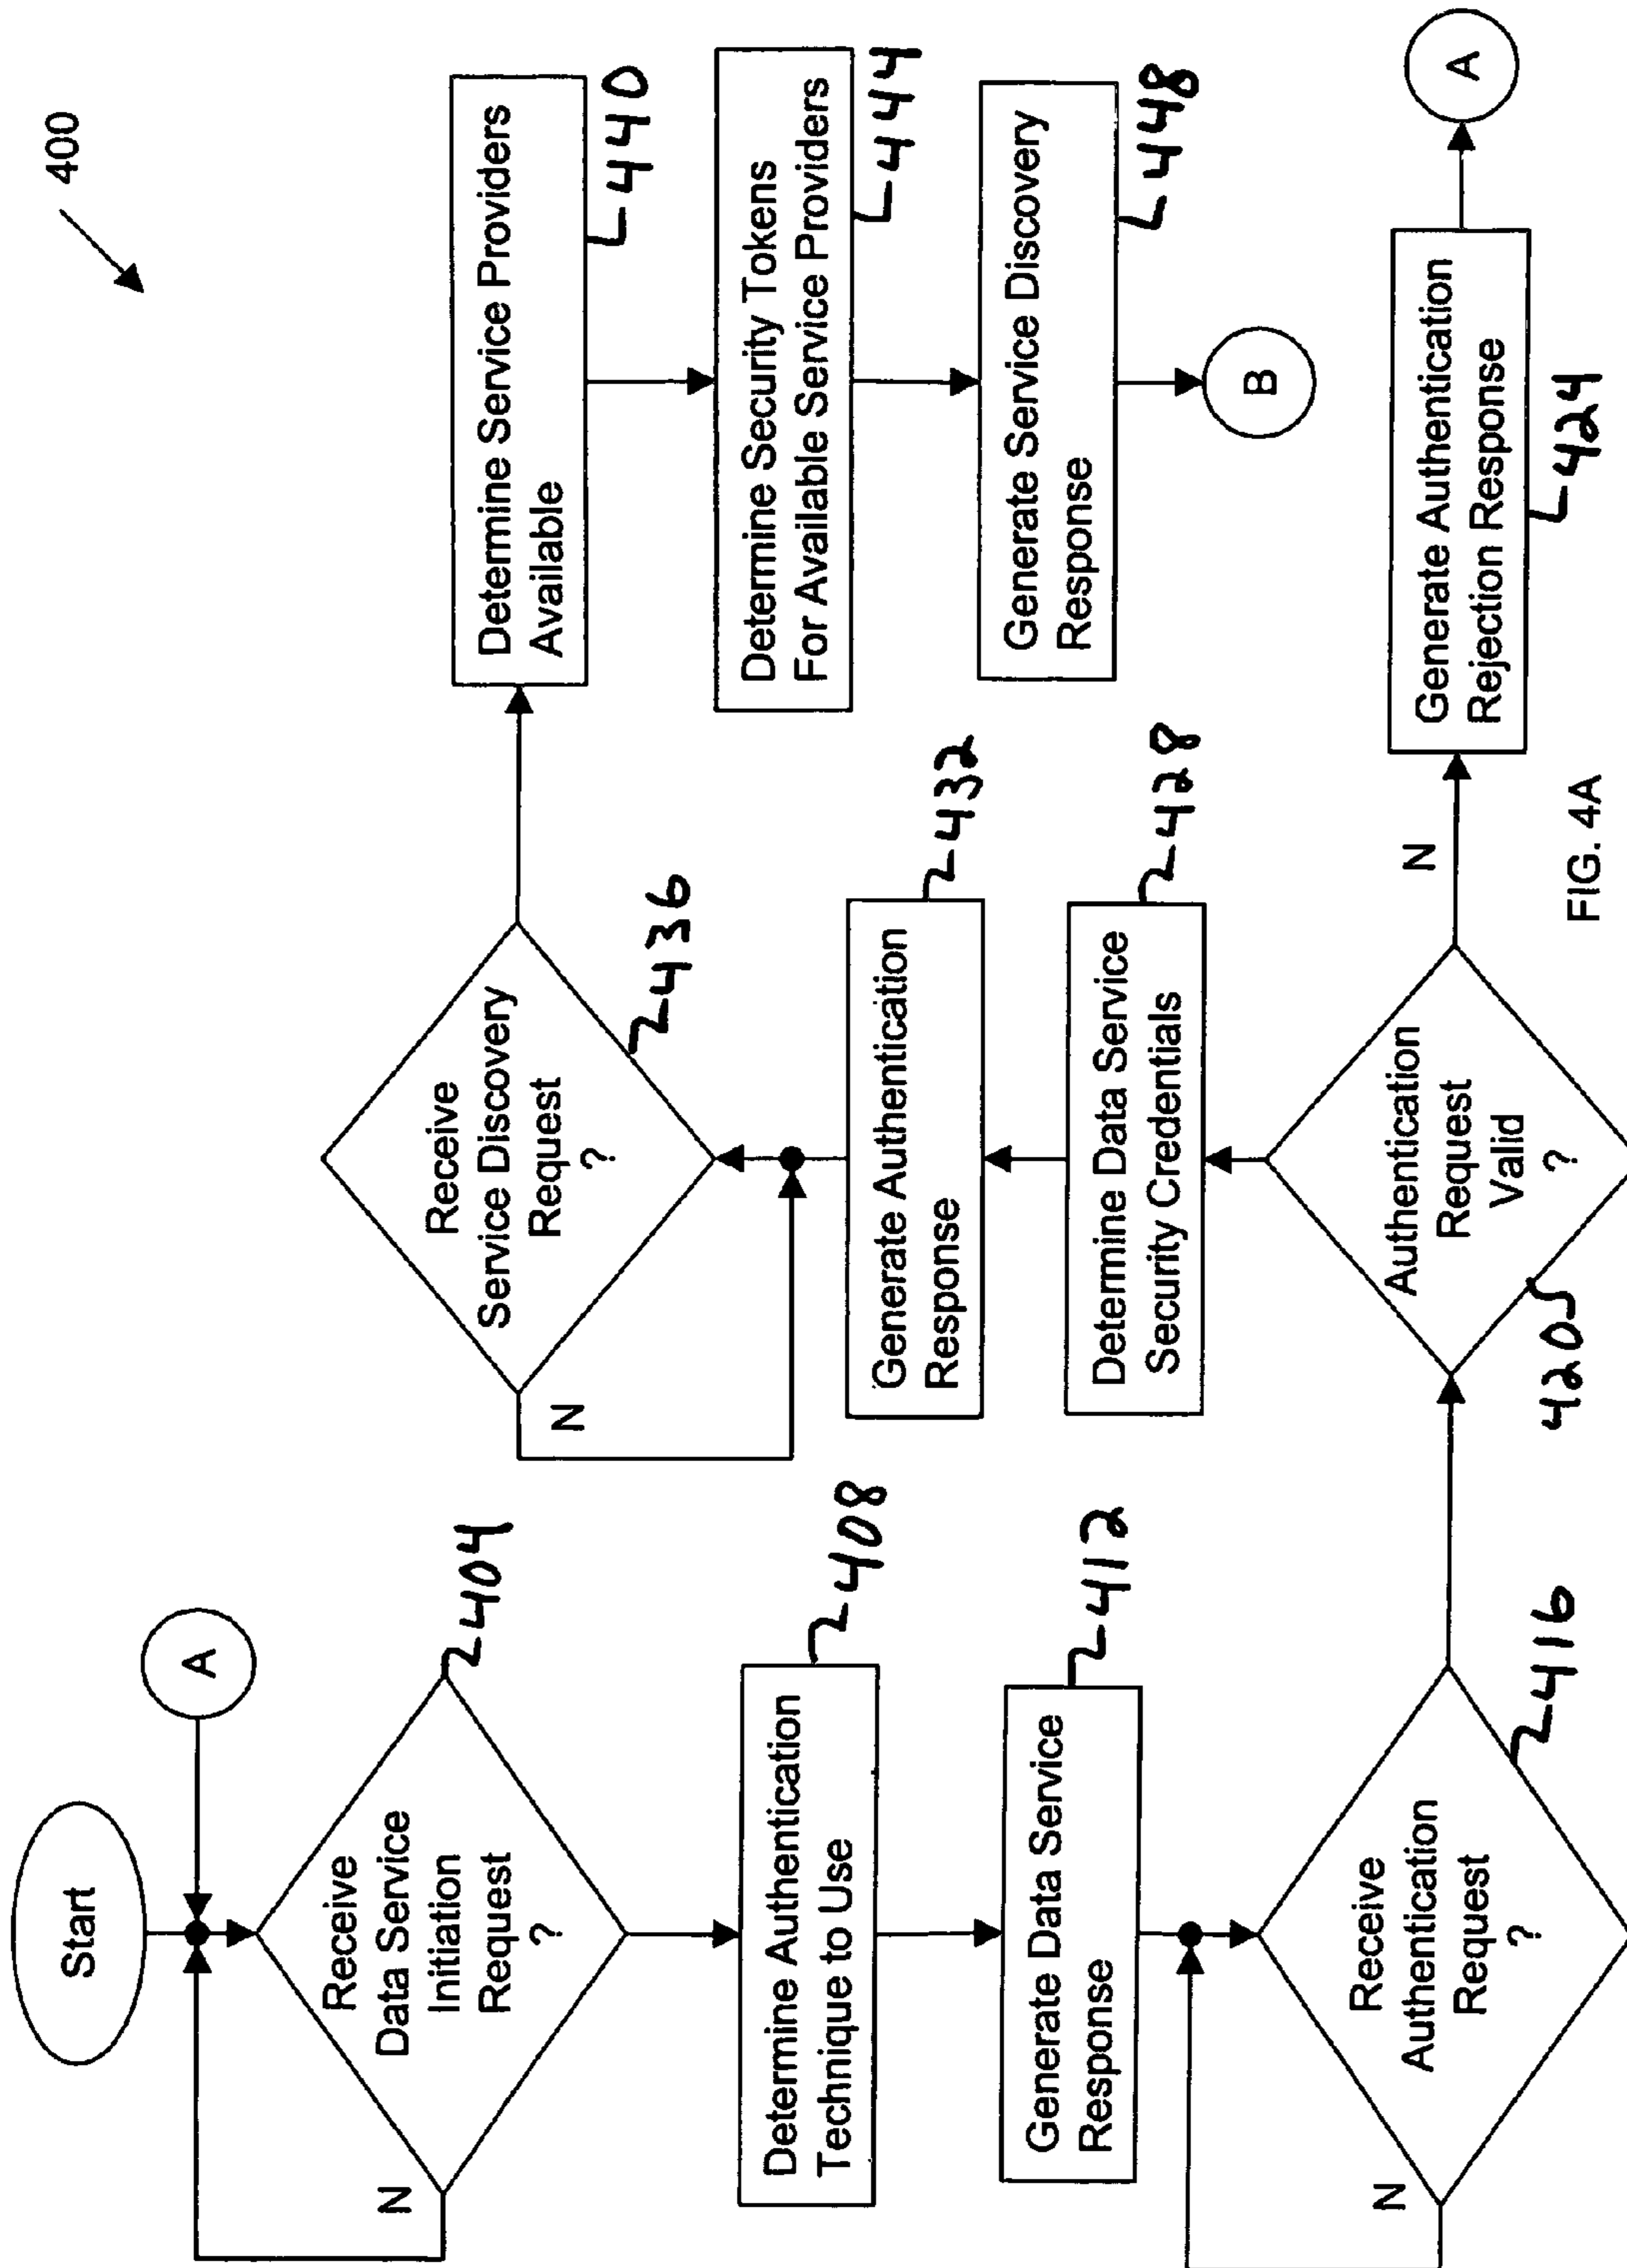 400
Start
A
Receive
Data Service
Initiation
Request
?
N
404
Determine Authentication
Technique to Use
408
Generate Data Service
Response
412
Receive
Authentication
Request
?
N
416
Authentication
Request
Valid
?
420
N
Generate Authentication
Rejection Response
424
A
Determine Data Service
Security Credentials
428
Generate Authentication
Response
432
Receive
Service Discovery
Request
?
N
436
Determine Service Providers
Available
440
Determine Security Tokens
For Available Service Providers
444
Generate Service Discovery
Response
448
B
FIG. 4A